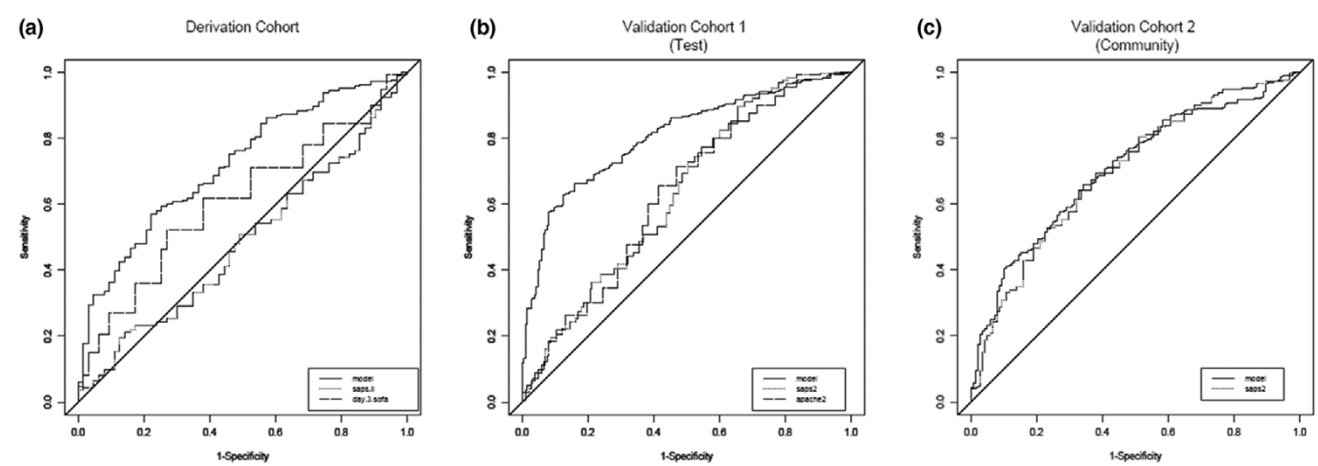 (a)
Derivation Cohort
Sensitivity
1.0
0.8
0.6
0.4
0.2
0.0
model
saps.ii
day.3.sofa
0.0 0.2 0.4 0.6 0.8 1.0
1-Specificity
(b)
Validation Cohort 1
(Test)
Sensitivity
1.0
0.8
0.6
0.4
0.2
0.0
model
saps2
apache2
0.0 0.2 0.4 0.6 0.8 1.0
1-Specificity
(c)
Validation Cohort 2
(Community)
Sensitivity
1.0
0.8
0.6
0.4
0.2
0.0
model
saps2
0.0 0.2 0.4 0.6 0.8 1.0
1-Specificity